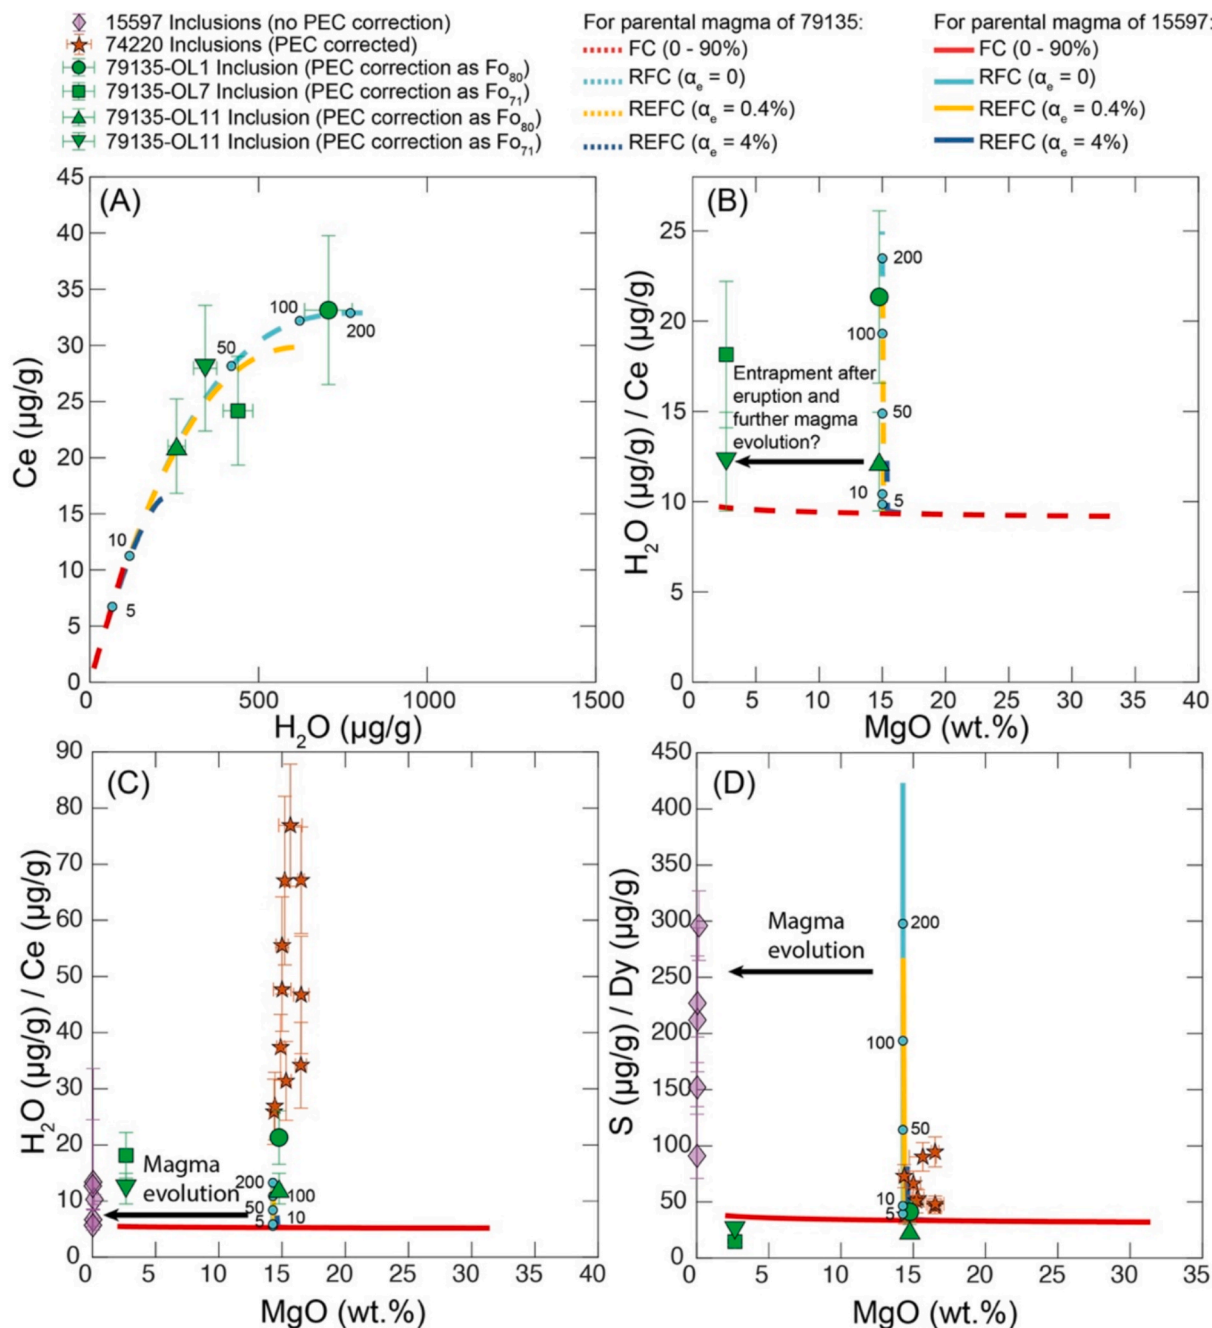 15597 Inclusions (no PEC correction)
74220 Inclusions (PEC corrected)
79135-OL1 Inclusion (PEC correction as Fo80)
79135-OL7 Inclusion (PEC correction as Fo71)
79135-OL11 Inclusion (PEC correction as Fo80)
79135-OL11 Inclusion (PEC correction as Fo71)
For parental magma of 79135:
FC (0 - 90%)
RFC (αe = 0)
REFC (αe = 0.4%)
REFC (αe = 4%)
For parental magma of 15597:
FC (0 - 90%)
RFC (αe = 0)
REFC (αe = 0.4%)
REFC (αe = 4%)
(A)
45
40
35
30
25
20
15
10
5
0
Ce (µg/g)
5
10
50
100
200
0 500 1000 1500
H2O (µg/g)
(B)
25
20
15
10
5
0
H2O (µg/g) / Ce (µg/g)
200
100
50
10
5
Entrapment after
eruption and
further magma
evolution?
0 5 10 15 20 25 30 35 40
MgO (wt.%)
(C)
90
80
70
60
50
40
30
20
10
0
H2O (µg/g) / Ce (µg/g)
Magma
evolution
200
100
50
10
5
0 5 10 15 20 25 30 35 40
MgO (wt.%)
(D)
450
400
350
300
250
200
150
100
50
0
S (µg/g) / Dy (µg/g)
Magma
evolution
200
100
50
10
5
0 5 10 15 20 25 30 35
MgO (wt.%)